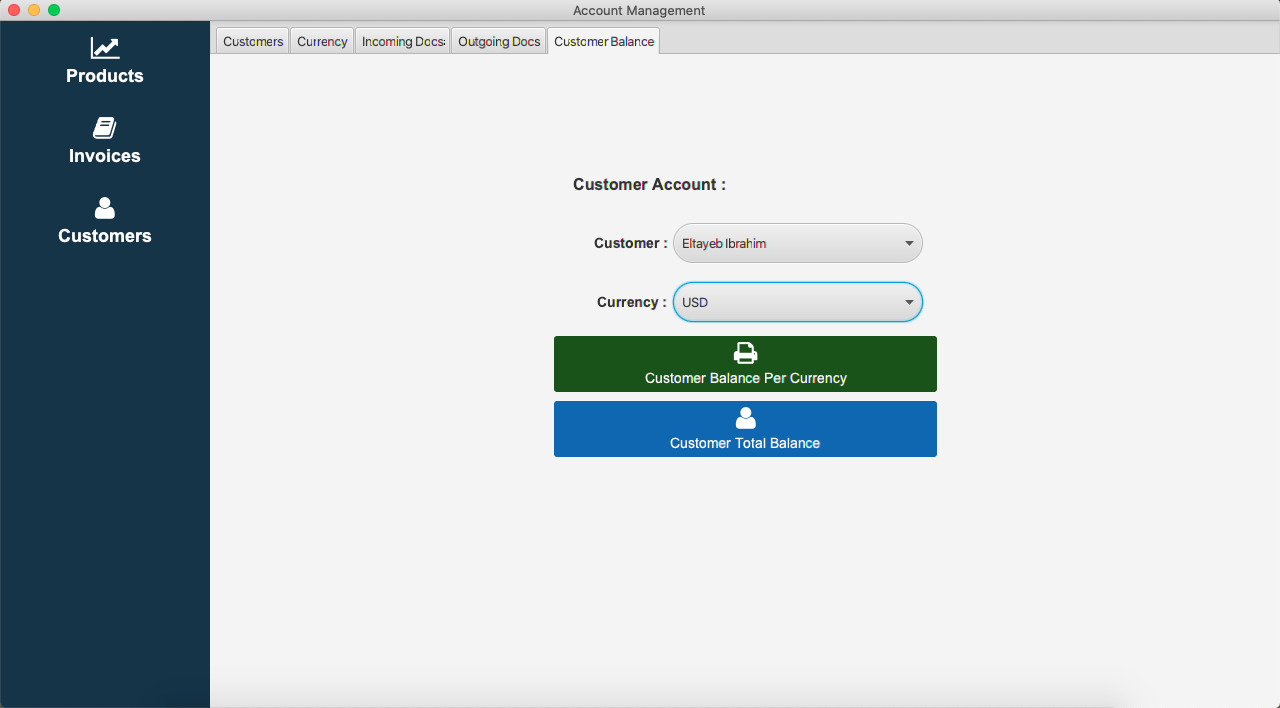 Account Management
Products
Invoices
Customers
Customers
Currency
Incoming Docs
Outgoing Docs
Customer Balance
Customer Account :
Customer : Eltayeb Ibrahim
Currency : USD
Customer Balance Per Currency
Customer Total Balance